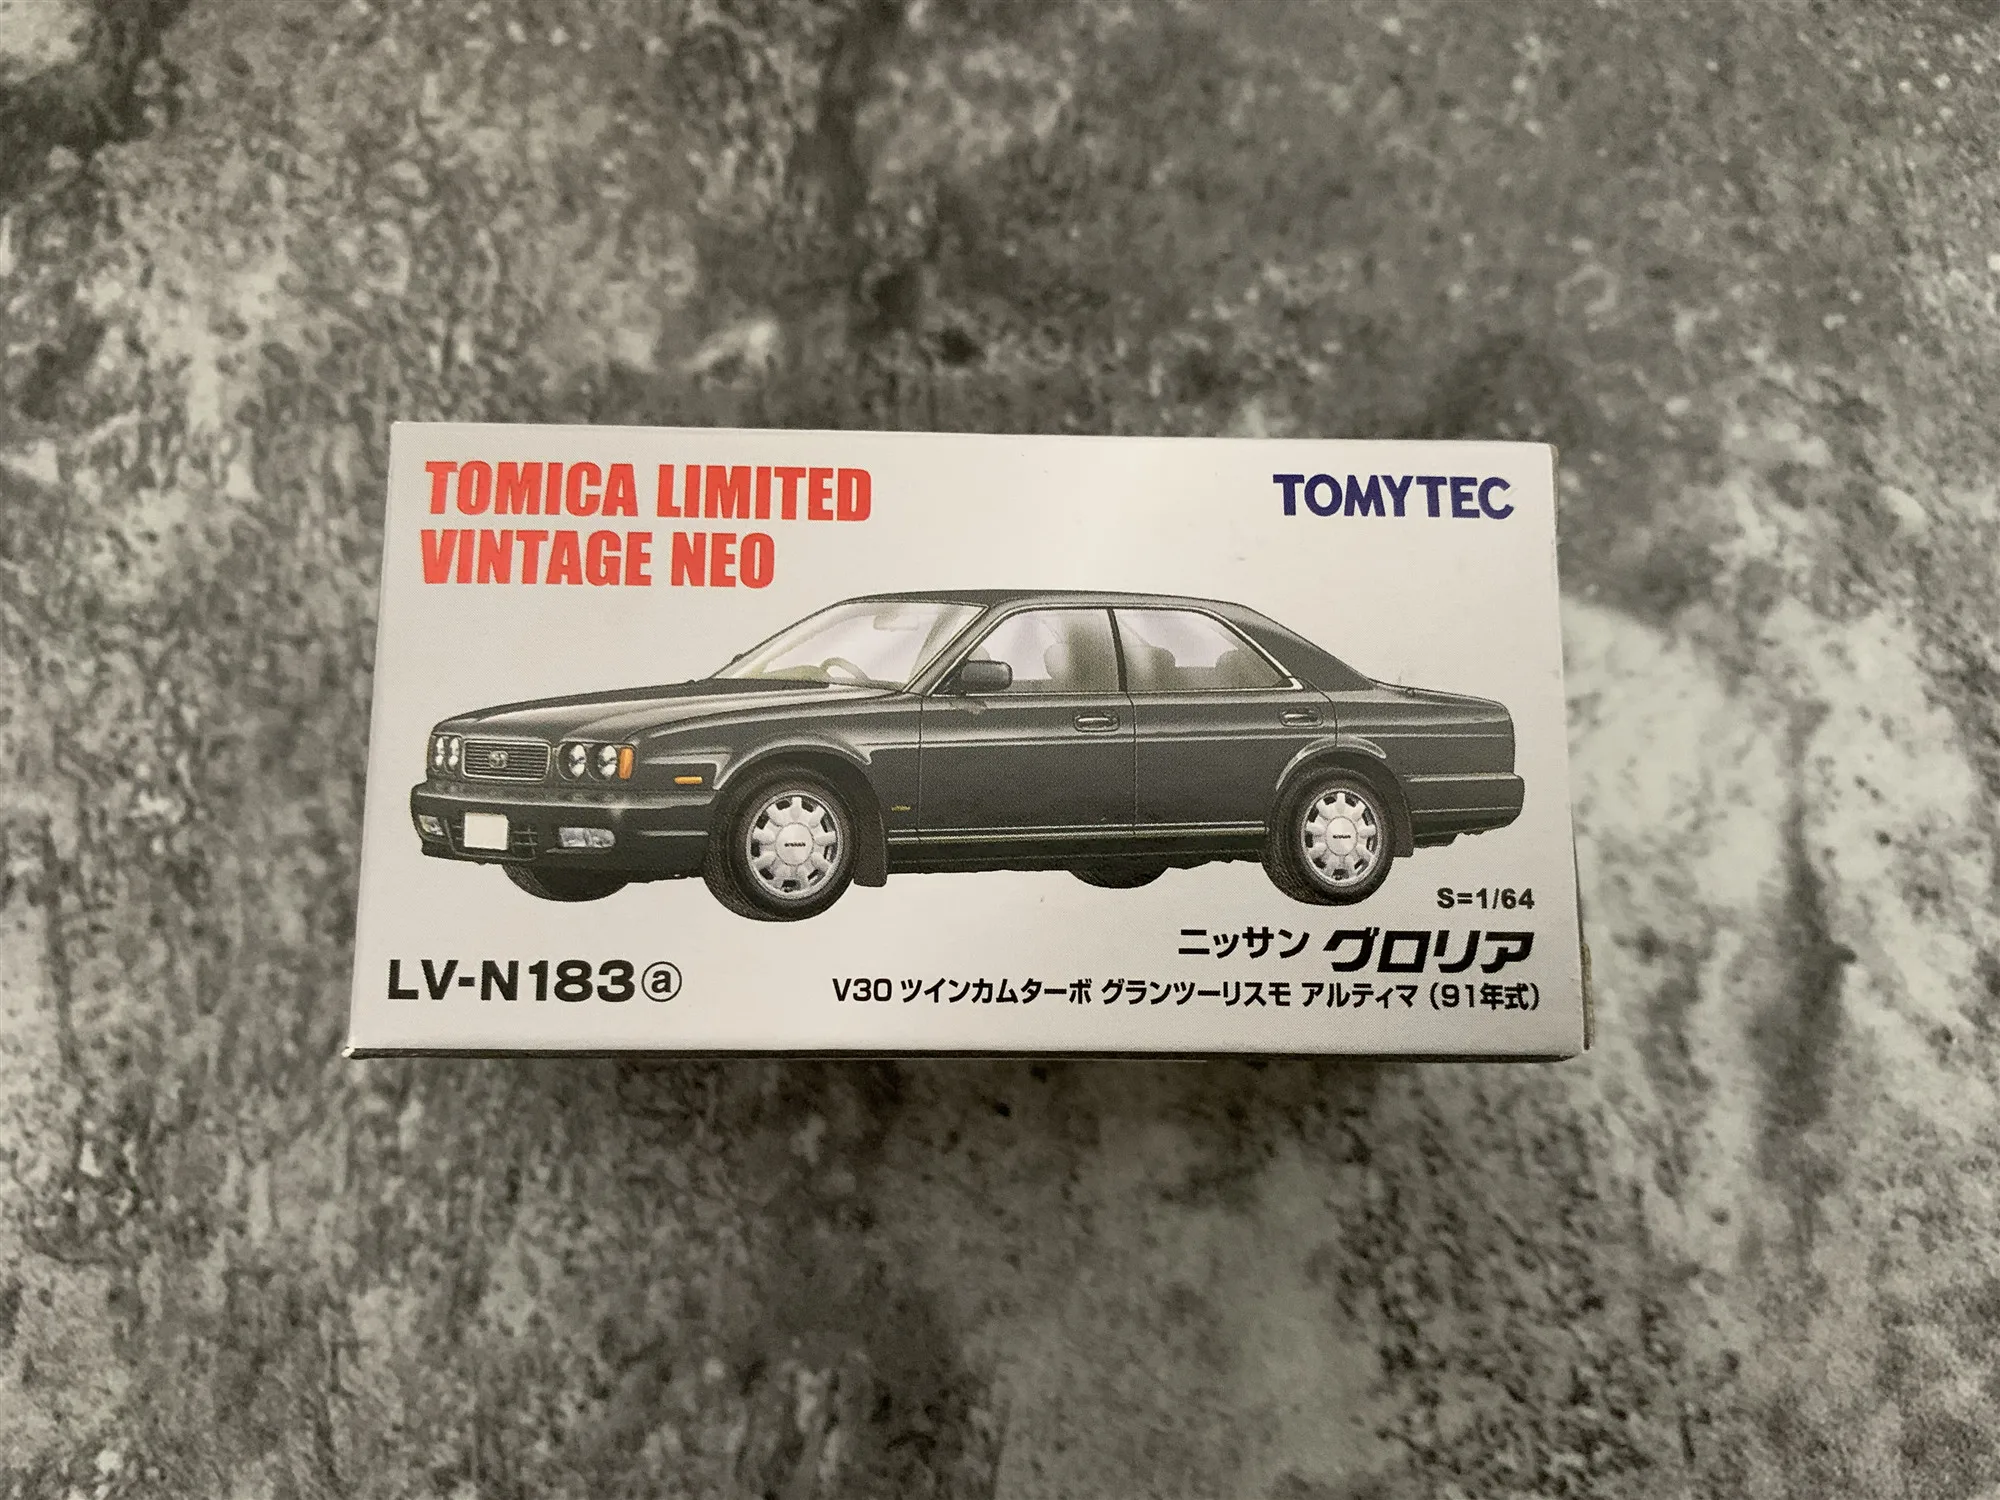 TOMICA LIMITED
VINTAGE NEO
TOMYTEC
S=1/64
ニッサン グロリア
LV-N183ⓐ
V30 ツインカムターボ グランツーリスモ アルティマ (91年式)